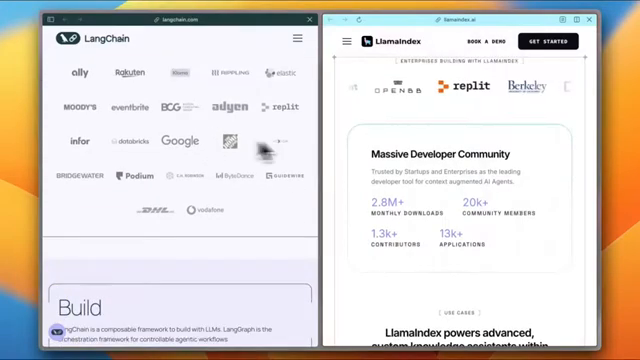 langchain.com
LangChain
ally
Rakuten
Klarna
RIPPLING
elastic
MOODY'S
eventbrite
BCG
adyen
replit
infor
databricks
Google
BRIDGEWATER
Podium
ByteDance
GUIDEWIRE
DHL
vodafone
Build
LangChain is a composable framework to build with LLMs. LangGraph is the
orchestration framework for controllable agentic workflows
llamaindex.ai
LlamaIndex
BOOK A DEMO
GET STARTED
[ ENTERPRISES BUILDING WITH LLAMAINDEX ]
OPENBB
replit
Berkeley
Massive Developer Community
Trusted by Startups and Enterprises as the leading
developer tool for context augmented AI Agents.
2.8M+
20k+
MONTHLY DOWNLOADS
COMMUNITY MEMBERS
1.3k+
13k+
CONTRIBUTORS
APPLICATIONS
[ USE CASES ]
LlamaIndex powers advanced,
custom knowledge assistants within